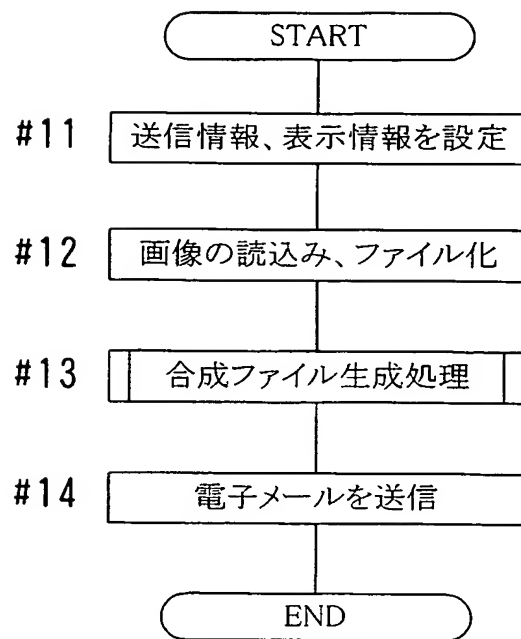 START
#11 送信情報、表示情報を設定
#12 画像の読込み、ファイル化
#13 合成ファイル生成処理
#14 電子メールを送信
END